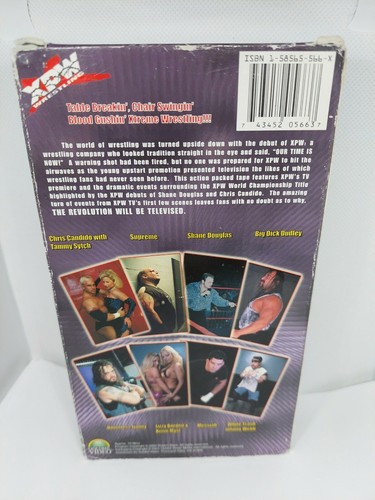 XPW
WRESTLING
ISBN 1-58565-566-X
7 43452 05663 7
Table Breakin', Chair Swingin'
Blood Gushin' Xtreme Wrestling!!!
The world of wrestling was turned upside down with the debut of XPW; a
wrestling company who looked tradition straight in the eye and said, "OUR TIME IS
NOW!" A warning shot had been fired, but no one was prepared for XPW to hit the
airwaves as the young upstart promotion presented television the likes of which
wrestling fans had never seen before. This action packed tape features XPW's TV
premiere and the dramatic events surrounding the XPW World Championship Title
highlighted by the XPW debuts of Shane Douglas and Chris Candido. The amazing
turn of events from XPW TV's first few scenes leaves fans with no doubt as to why,
THE REVOLUTION WILL BE TELEVISED.
Chris Candido with
Tammy Sytch
Supreme
Shane Douglas
Big Dick Dudley
Messiah
VIDEO